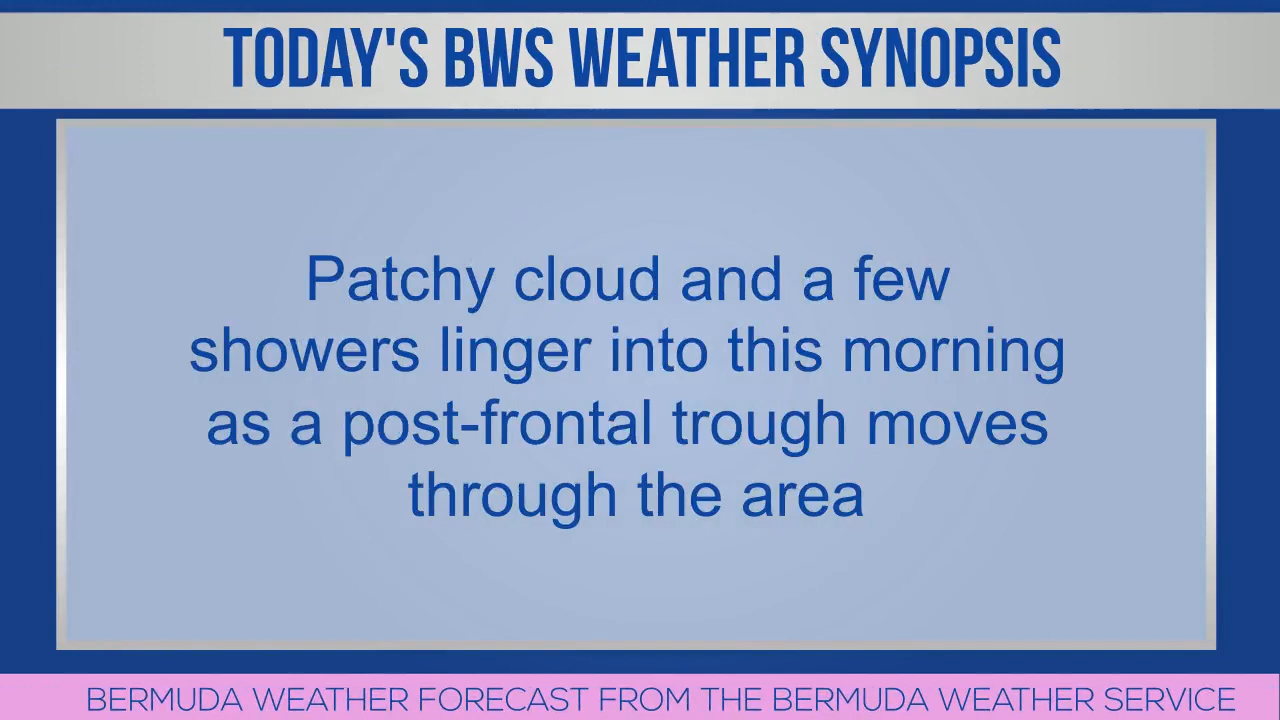 TODAY'S BWS WEATHER SYNOPSIS
Patchy cloud and a few
showers linger into this morning
as a post-frontal trough moves
through the area
BERMUDA WEATHER FORECAST FROM THE BERMUDA WEATHER SERVICE